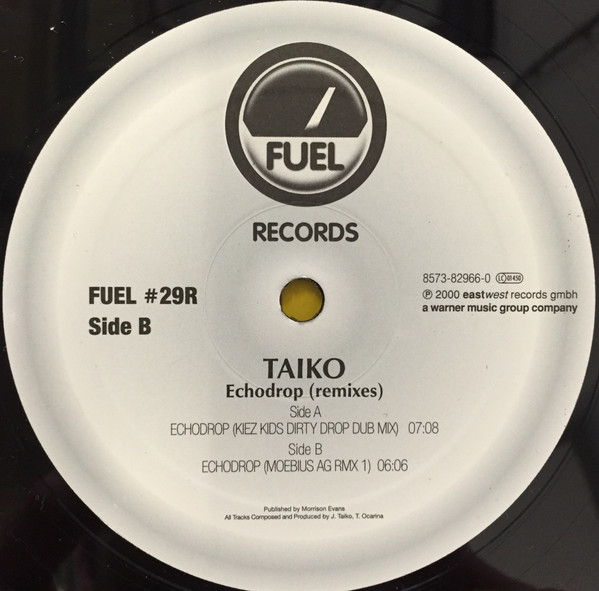 FUEL
RECORDS
FUEL #29R
Side B
8573-82966-0 LC 01450
℗ 2000 eastwest records gmbh
a warner music group company
TAIKO
Echodrop (remixes)
Side A
ECHODROP (KIEZ KIDS DIRTY DROP DUB MIX) 07:08
Side B
ECHODROP (MOEBIUS AG RMX 1) 06:06
Published by Morrison Evans
All Tracks Composed and Produced by J. Taiko, T. Ocarina